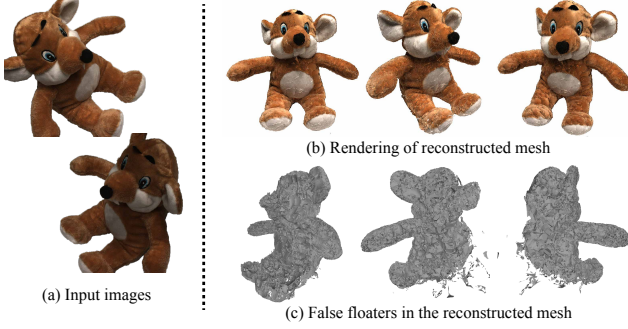 (b) Rendering of reconstructed mesh
(a) Input images
(c) False floaters in the reconstructed mesh